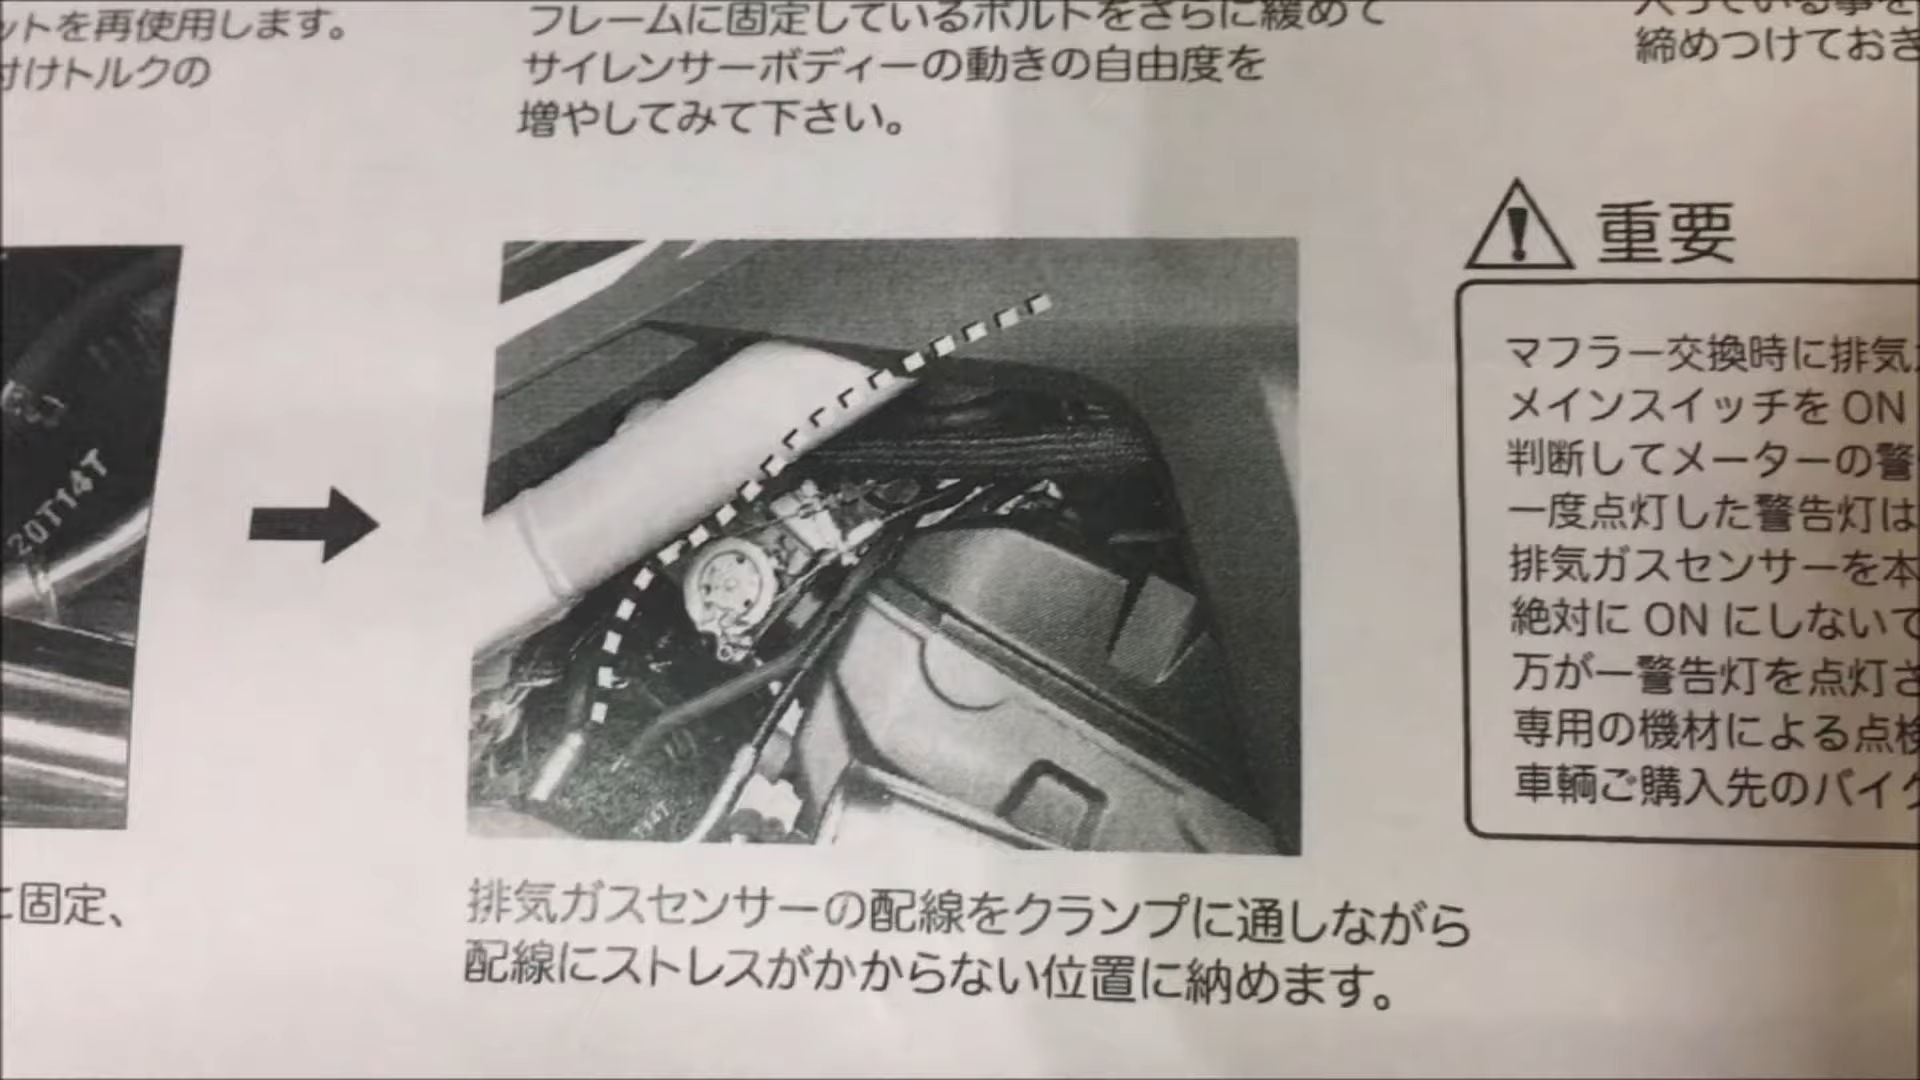 ットを再使用します。
付けトルクの
フレームに固定しているボルトをさらに緩めて
サイレンサーボディーの動きの自由度を
増やしてみて下さい。
入っている事を
締めつけておき
20T14T
重要
マフラー交換時に排気
メインスイッチを ON
判断してメーターの警
一度点灯した警告灯は
排気ガスセンサーを本
絶対に ON にしないで
万が一警告灯を点灯さ
専用の機材による点検
車輌ご購入先のバイク
に固定、
排気ガスセンサーの配線をクランプに通しながら
配線にストレスがかからない位置に納めます。